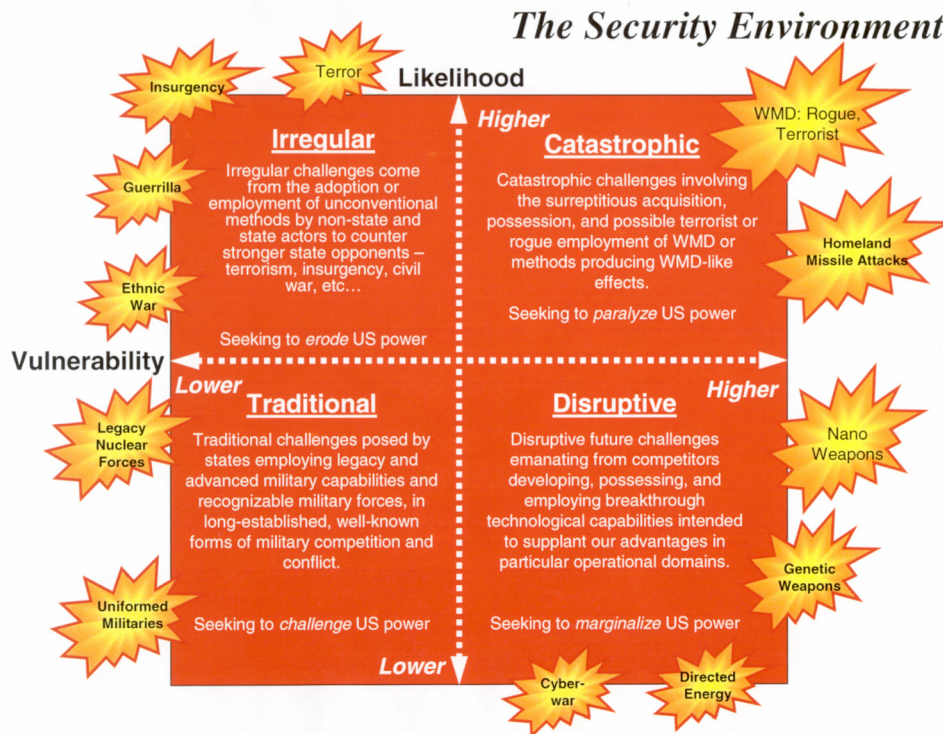 The Security Environment
Insurgency
Terror
Likelihood
WMD: Rogue,
Terrorist
Higher
Irregular
Irregular challenges come
from the adoption or
employment of unconventional
methods by non-state and
state actors to counter
stronger state opponents –
terrorism, insurgency, civil
war, etc…
Seeking to erode US power
Catastrophic
Catastrophic challenges involving
the surreptitious acquisition,
possession, and possible terrorist or
rogue employment of WMD or
methods producing WMD-like
effects.
Seeking to paralyze US power
Guerrilla
Ethnic
War
Homeland
Missile Attacks
Vulnerability
Lower
Higher
Traditional
Traditional challenges posed by
states employing legacy and
advanced military capabilities and
recognizable military forces, in
long-established, well-known
forms of military competition and
conflict.
Seeking to challenge US power
Disruptive
Disruptive future challenges
emanating from competitors
developing, possessing, and
employing breakthrough
technological capabilities intended
to supplant our advantages in
particular operational domains.
Seeking to marginalize US power
Legacy
Nuclear
Forces
Uniformed
Militaries
Nano
Weapons
Genetic
Weapons
Lower
Cyber-
war
Directed
Energy